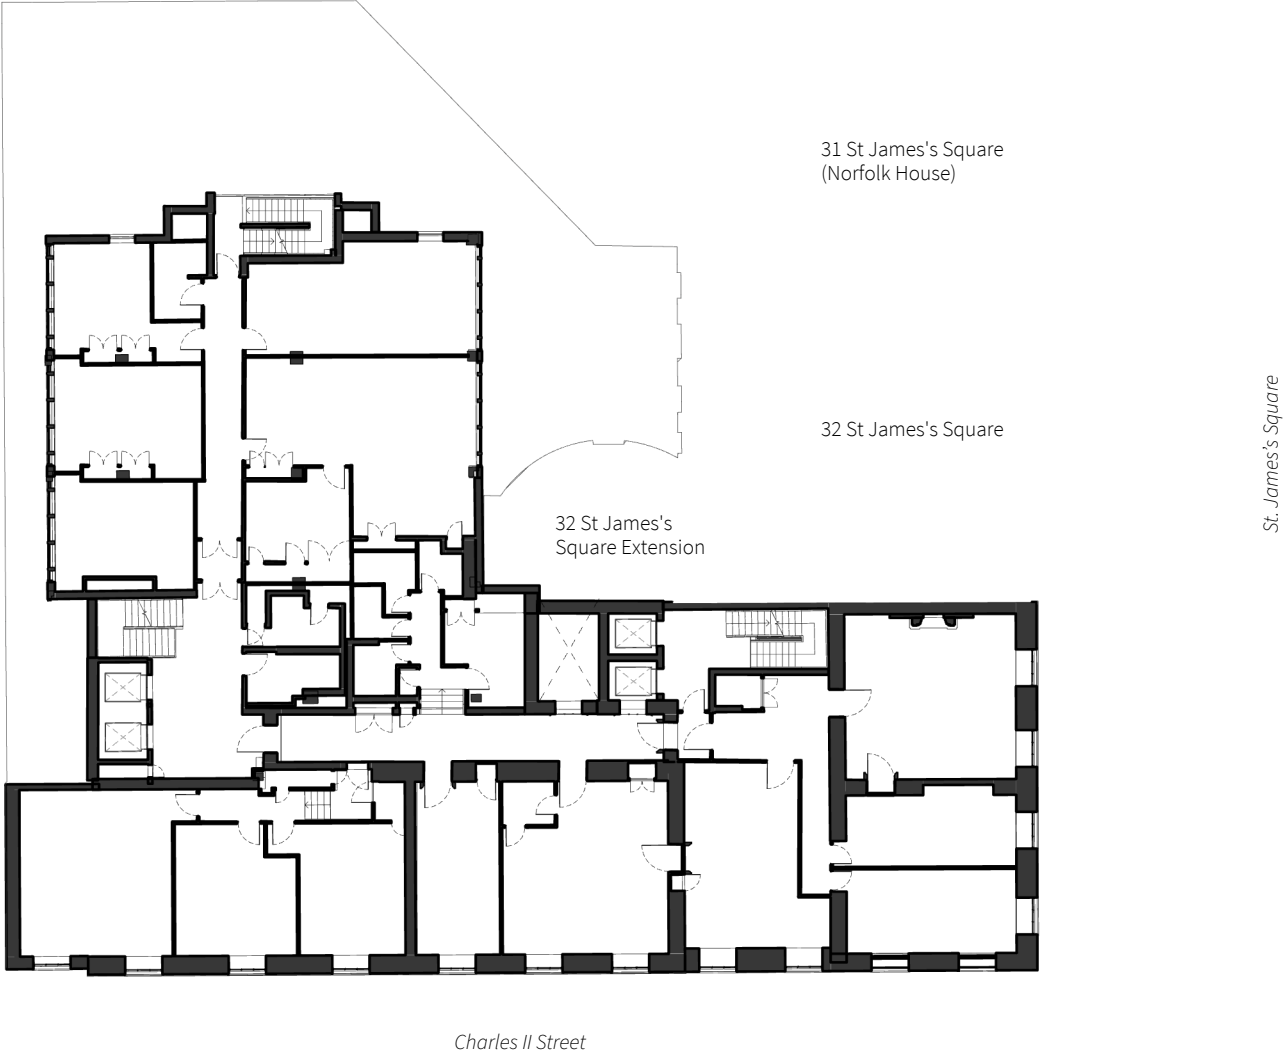 31 St James's Square
(Norfolk House)
32 St James's Square
St. James’s Square
32 St James's
Square Extension
Charles II Street